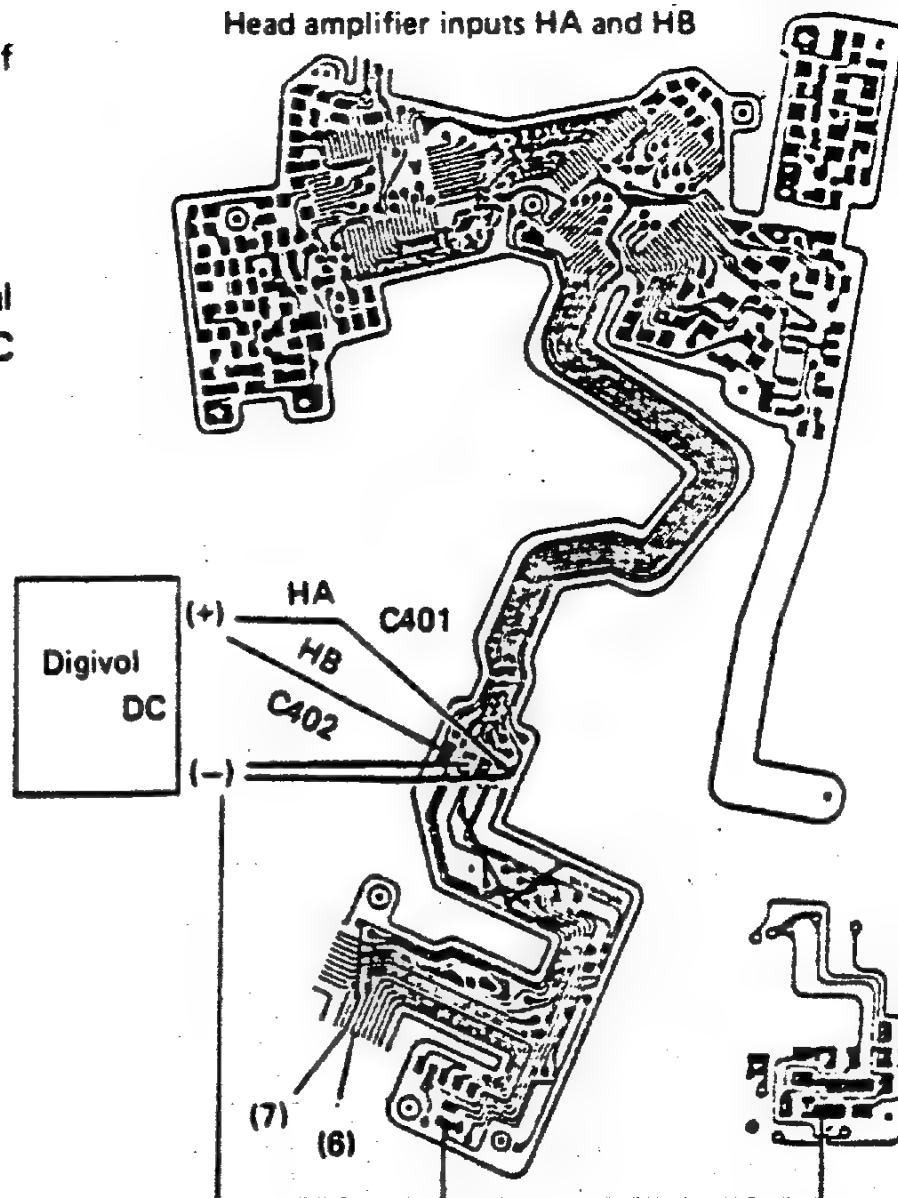 Head amplifier inputs HA and HB
f
l
C
(+)
HA
C401
Digivol
DC
HB
C402
(−)
(7)
(6)